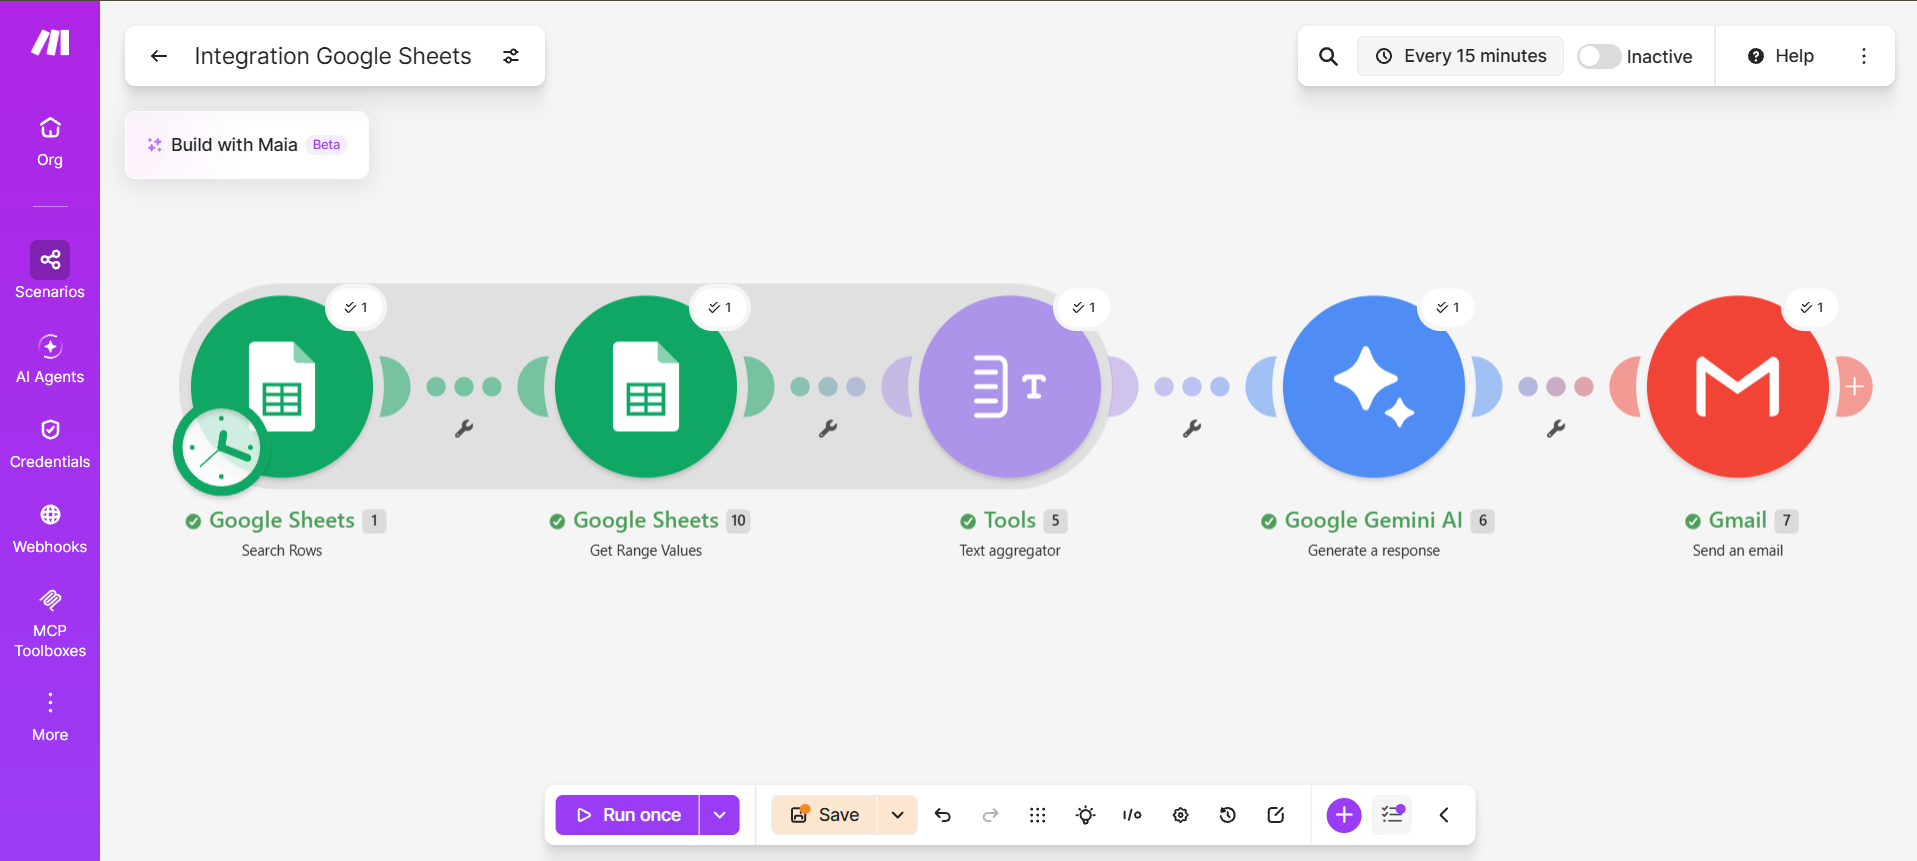 Integration Google Sheets
Every 15 minutes
Inactive
Help
Build with Maia Beta
Org
Scenarios
AI Agents
Credentials
Webhooks
MCP
Toolboxes
More
1
1
1
1
1
Google Sheets 1
Search Rows
Google Sheets 10
Get Range Values
Tools 5
Text aggregator
Google Gemini AI 6
Generate a response
Gmail 7
Send an email
Run once
Save